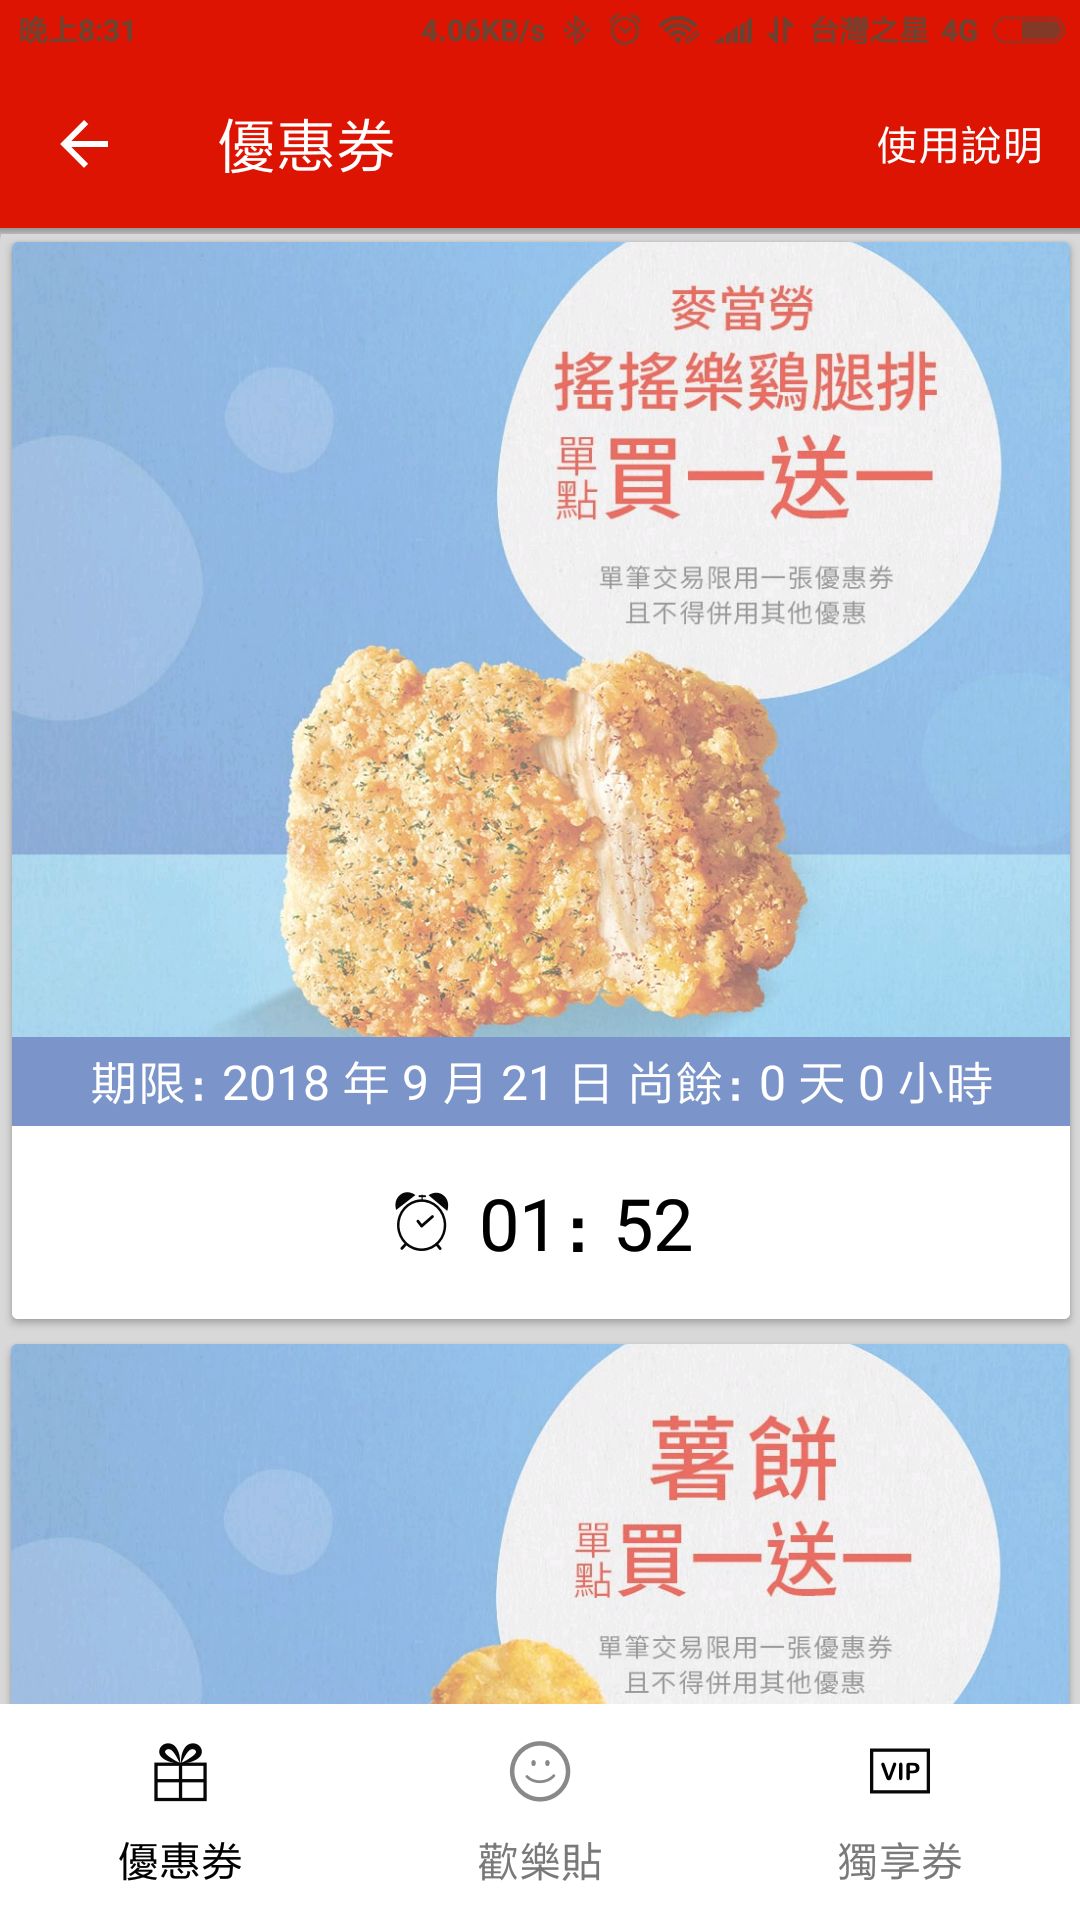 晚上8:31 4.06KB/s 台灣之星 4G
優惠券
使用說明
麥當勞
搖搖樂鷄腿排
單點 買一送一
單筆交易限用一張優惠券
且不得併用其他優惠
期限: 2018 年 9 月 21 日 尚餘: 0 天 0 小時
01: 52
薯餅
單點 買一送一
單筆交易限用一張優惠券
且不得併用其他優惠
VIP
優惠券
歡樂貼
獨享券